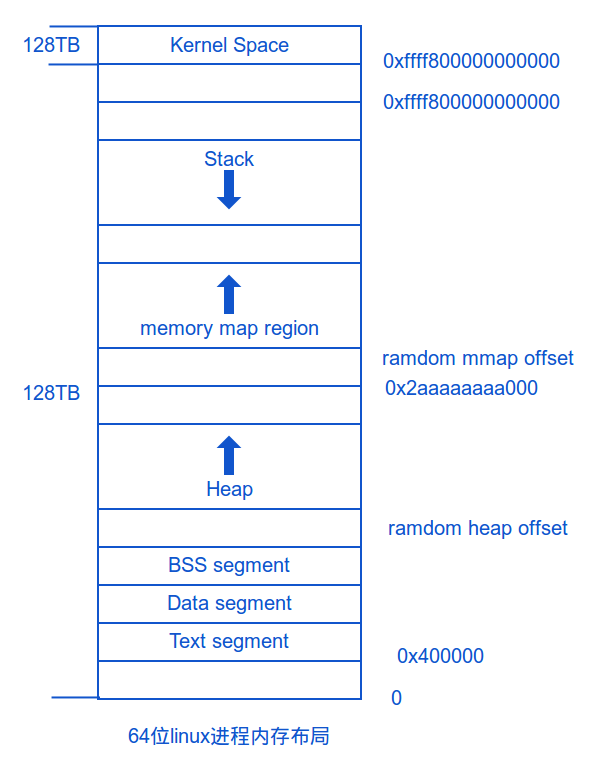 128TB
Kernel Space
0xffff800000000000
0xffff800000000000
Stack
memory map region
ramdom mmap offset
128TB
0x2aaaaaaaa000
Heap
ramdom heap offset
BSS segment
Data segment
Text segment
0x400000
0
64位linux进程内存布局